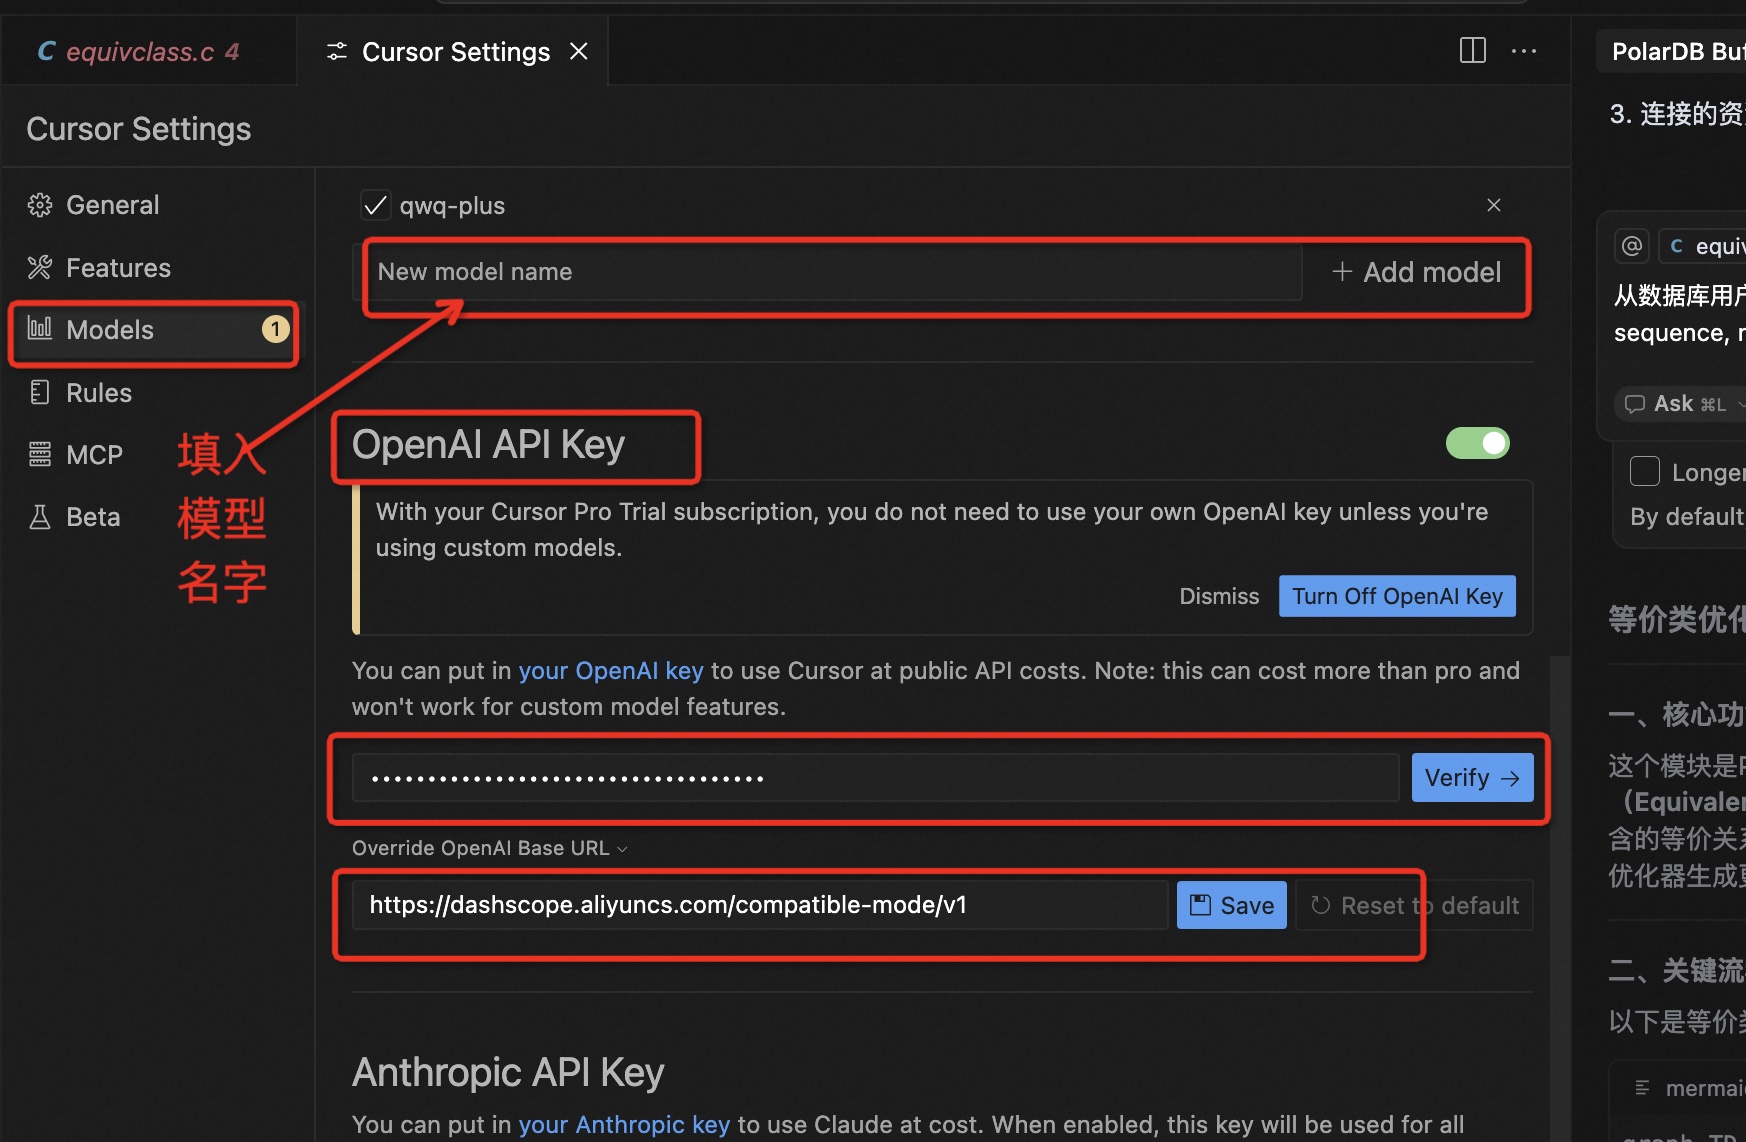 equivclass.c 4
Cursor Settings
Cursor Settings
General
Features
Models 1
Rules
MCP
Beta
qwq-plus
New model name
+ Add model
填入
模型
名字
OpenAI API Key
With your Cursor Pro Trial subscription, you do not need to use your own OpenAI key unless you're
using custom models.
Dismiss
Turn Off OpenAI Key
You can put in your OpenAI key to use Cursor at public API costs. Note: this can cost more than pro and
won't work for custom model features.
••••••••••••••••••••••••••••••••••
Verify →
Override OpenAI Base URL
https://dashscope.aliyuncs.com/compatible-mode/v1
Save
Reset to default
Anthropic API Key
You can put in your Anthropic key to use Claude at cost. When enabled, this key will be used for all
PolarDB Buf
3. 连接的资
@ C equiv
从数据库用户
sequence, r
Ask ⌘L
Longer
By default
等价类优化
一、核心功
这个模块是P
（Equivaler
含的等价关系
优化器生成更
二、关键流
以下是等价类
mermaid
graph TD